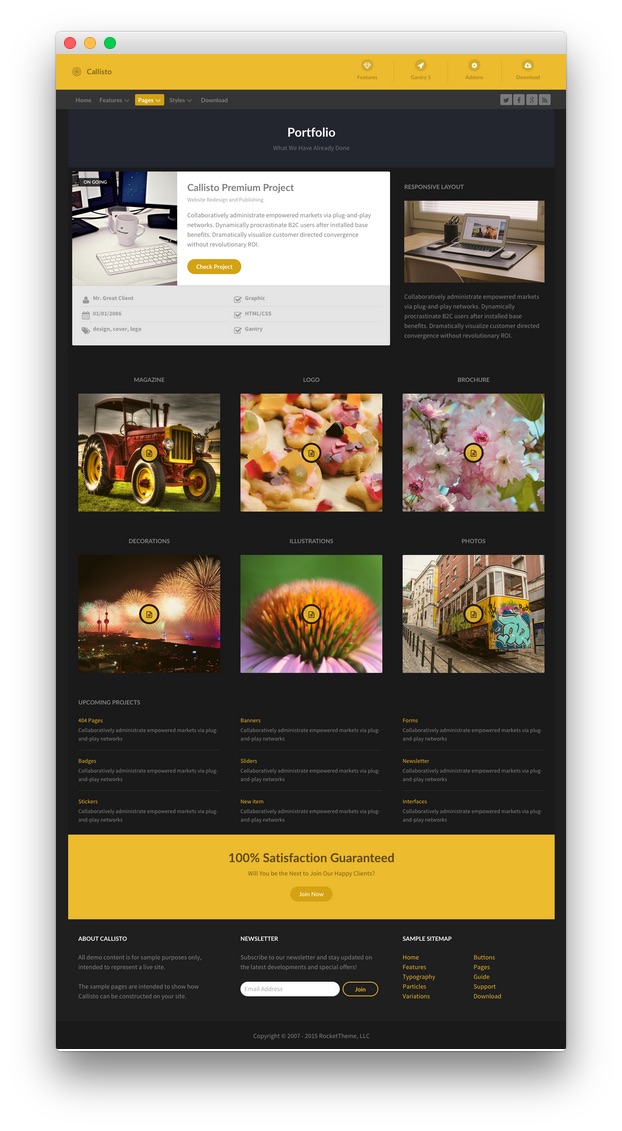 Callisto
Features
Gantry 5
Addons
Download
Home
Features
Pages
Styles
Download
Portfolio
What We Have Already Done
ON GOING
Callisto Premium Project
Website Redesign and Publishing
Collaboratively administrate empowered markets via plug-and-play
networks. Dynamically procrastinate B2C users after installed base
benefits. Dramatically visualize customer directed convergence
without revolutionary ROI.
Check Project
Mr. Great Client
Graphic
01/01/2086
HTML/CSS
design, cover, logo
Gantry
RESPONSIVE LAYOUT
Collaboratively administrate empowered markets
via plug-and-play networks. Dynamically
procrastinate B2C users after installed base
benefits. Dramatically visualize customer directed
convergence without revolutionary ROI.
MAGAZINE
LOGO
BROCHURE
DECORATIONS
ILLUSTRATIONS
PHOTOS
UPCOMING PROJECTS
404 Pages
Collaboratively administrate empowered markets via plug-
and-play networks
Banners
Collaboratively administrate empowered markets via plug-
and-play networks
Forms
Collaboratively administrate empowered markets via plug-
and-play networks
Badges
Collaboratively administrate empowered markets via plug-
and-play networks
Sliders
Collaboratively administrate empowered markets via plug-
and-play networks
Newsletter
Collaboratively administrate empowered markets via plug-
and-play networks
Stickers
Collaboratively administrate empowered markets via plug-
and-play networks
New item
Collaboratively administrate empowered markets via plug-
and-play networks
Interfaces
Collaboratively administrate empowered markets via plug-
and-play networks
100% Satisfaction Guaranteed
Will You be the Next to Join Our Happy Clients?
Join Now
ABOUT CALLISTO
All demo content is for sample purposes only,
intended to represent a live site.
The sample pages are intended to show how
Callisto can be constructed on your site.
NEWSLETTER
Subscribe to our newsletter and stay updated on
the latest developments and special offers!
Email Address
Join
SAMPLE SITEMAP
Home
Features
Typography
Particles
Variations
Buttons
Pages
Guide
Support
Download
Copyright © 2007 - 2015 RocketTheme, LLC